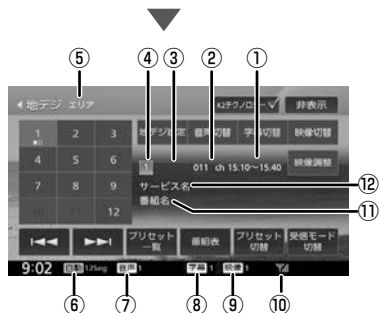 ⑤ ④ ③ ② ①
地デジ エリア K2テクノロジー 非表示
1 2 3 地デジ設定 音声切替 字幕切替 映像切替
4 5 6 1 011 ch 15:10～15:40 映像調整
7 8 9 サービス名 ⑫
10 11 12 番組名 ⑪
プリセット一覧 番組表 プリセット切替 受信モード切替
9:02 自動 12Seg 音声 1 字幕 1 映像 1
⑥ ⑦ ⑧ ⑨ ⑩